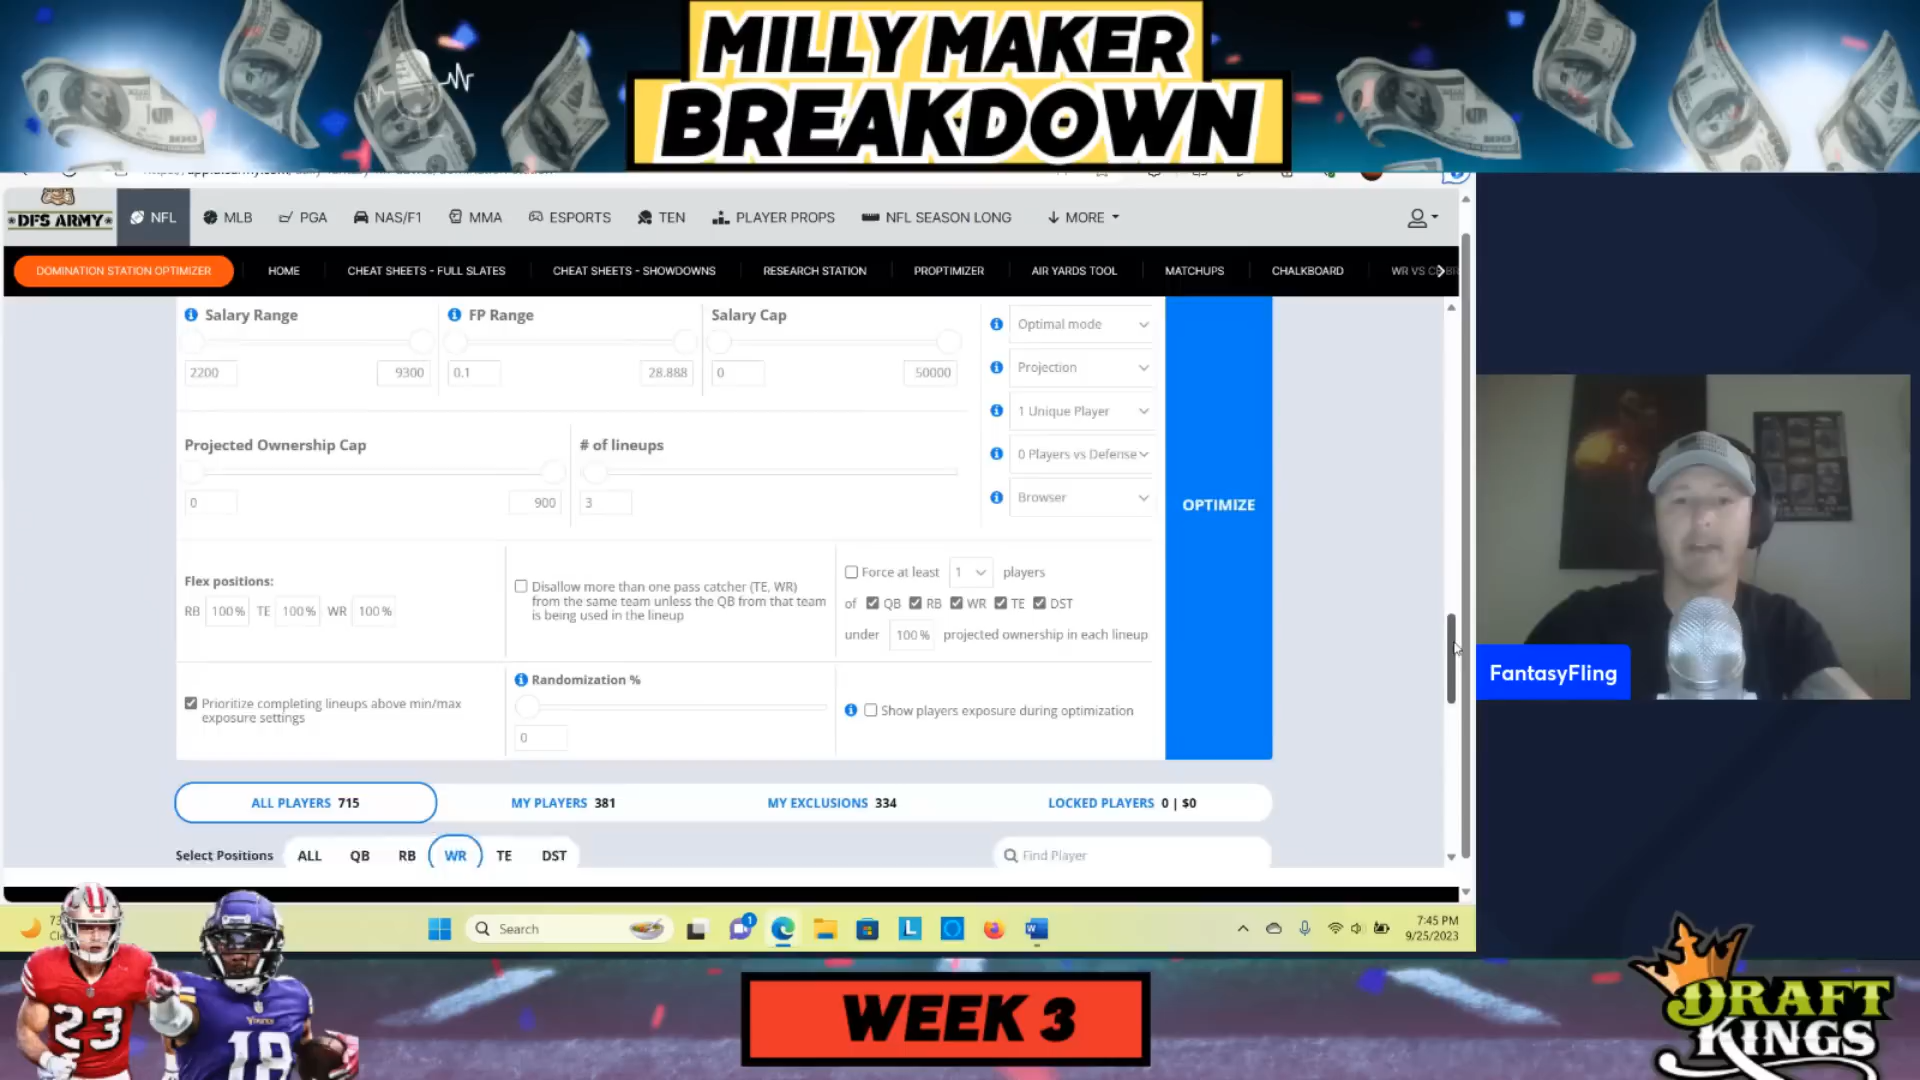 MILLY MAKER
BREAKDOWN
DFS ARMY
NFL MLB PGA NAS/F1 MMA ESPORTS TEN PLAYER PROPS NFL SEASON LONG MORE
DOMINATION STATION OPTIMIZER HOME CHEAT SHEETS - FULL SLATES CHEAT SHEETS - SHOWDOWNS RESEARCH STATION PROPTIMIZER AIR YARDS TOOL MATCHUPS CHALKBOARD WR VS
Salary Range FP Range Salary Cap
2200 9300 0.1 28.888 0 50000
Optimal mode
Projection
1 Unique Player
0 Players vs Defense
Browser
OPTIMIZE
Projected Ownership Cap # of lineups
0 900 3
Flex positions:
RB 100% TE 100% WR 100%
Disallow more than one pass catcher (TE, WR)
from the same team unless the QB from that team
is being used in the lineup
Force at least 1 players
of QB RB WR TE DST
under 100% projected ownership in each lineup
Prioritize completing lineups above min/max
exposure settings
Randomization %
0
Show players exposure during optimization
ALL PLAYERS 715 MY PLAYERS 381 MY EXCLUSIONS 334 LOCKED PLAYERS 0 | $0
Select Positions ALL QB RB WR TE DST Find Player
FantasyFling
Search
1
L
W
7:45 PM
9/25/2023
23
VIKINGS
18
WEEK 3
DRAFT
KINGS